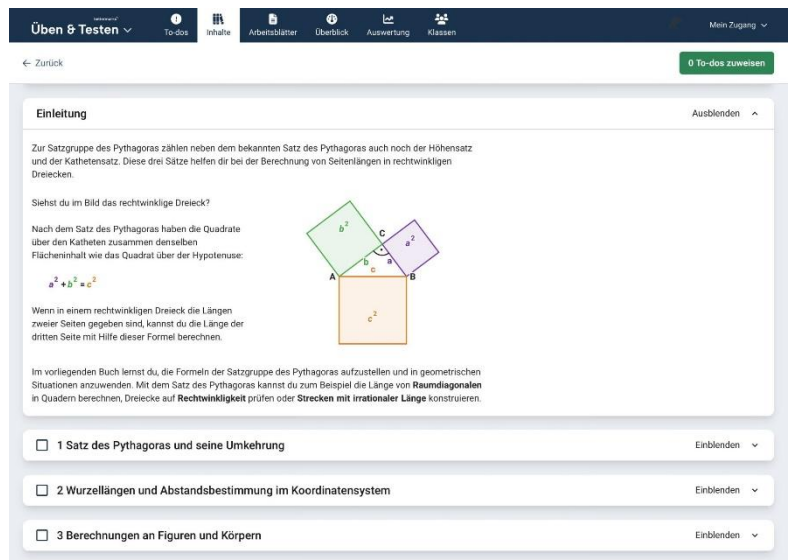 Üben & Testen
To-dos
Inhalte
Arbeitsblätter
Überblick
Auswertung
Klassen
Mein Zugang
← Zurück
0 To-dos zuweisen
Einleitung
Ausblenden
Zur Satzgruppe des Pythagoras zählen neben dem bekannten Satz des Pythagoras auch noch der Höhensatz
und der Kathetensatz. Diese drei Sätze helfen dir bei der Berechnung von Seitenlängen in rechtwinkligen
Dreiecken.
Siehst du im Bild das rechtwinklige Dreieck?
Nach dem Satz des Pythagoras haben die Quadrate
über den Katheten zusammen denselben
Flächeninhalt wie das Quadrat über der Hypotenuse:
a² + b² = c²
Wenn in einem rechtwinkligen Dreieck die Längen
zweier Seiten gegeben sind, kannst du die Länge der
dritten Seite mit Hilfe dieser Formel berechnen.
b²
C
a²
b
a
c
A
B
c²
Im vorliegenden Buch lernst du, die Formeln der Satzgruppe des Pythagoras aufzustellen und in geometrischen
Situationen anzuwenden. Mit dem Satz des Pythagoras kannst du zum Beispiel die Länge von Raumdiagonalen
in Quadern berechnen, Dreiecke auf Rechtwinkligkeit prüfen oder Strecken mit irrationaler Länge konstruieren.
1 Satz des Pythagoras und seine Umkehrung
Einblenden
2 Wurzellängen und Abstandsbestimmung im Koordinatensystem
Einblenden
3 Berechnungen an Figuren und Körpern
Einblenden